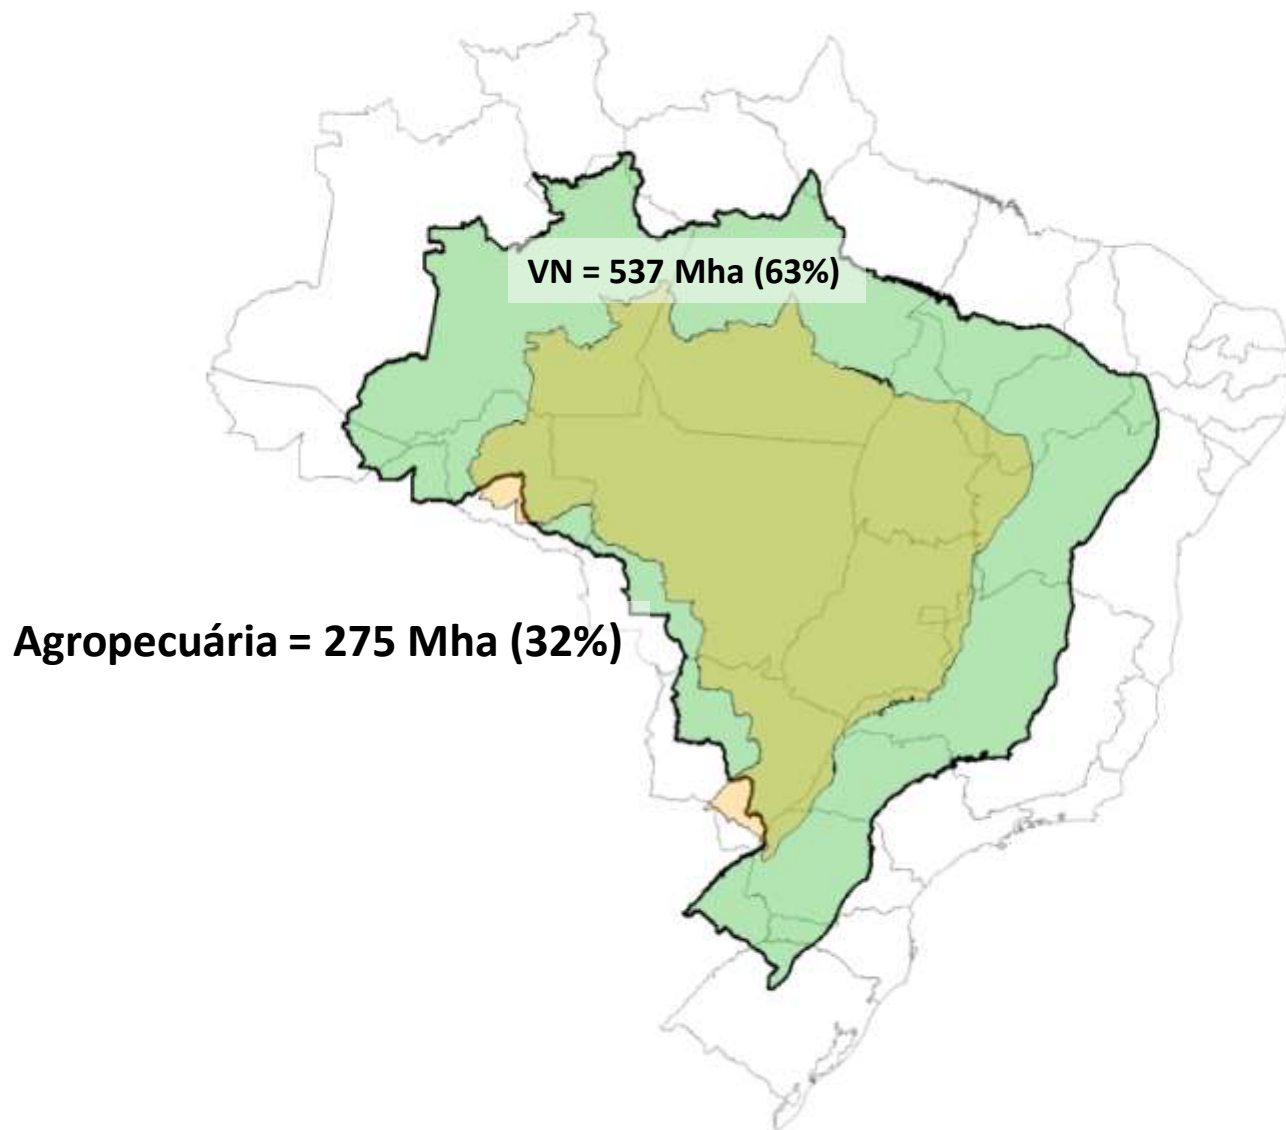 VN = 537 Mha (63%)
Agropecuária = 275 Mha (32%)